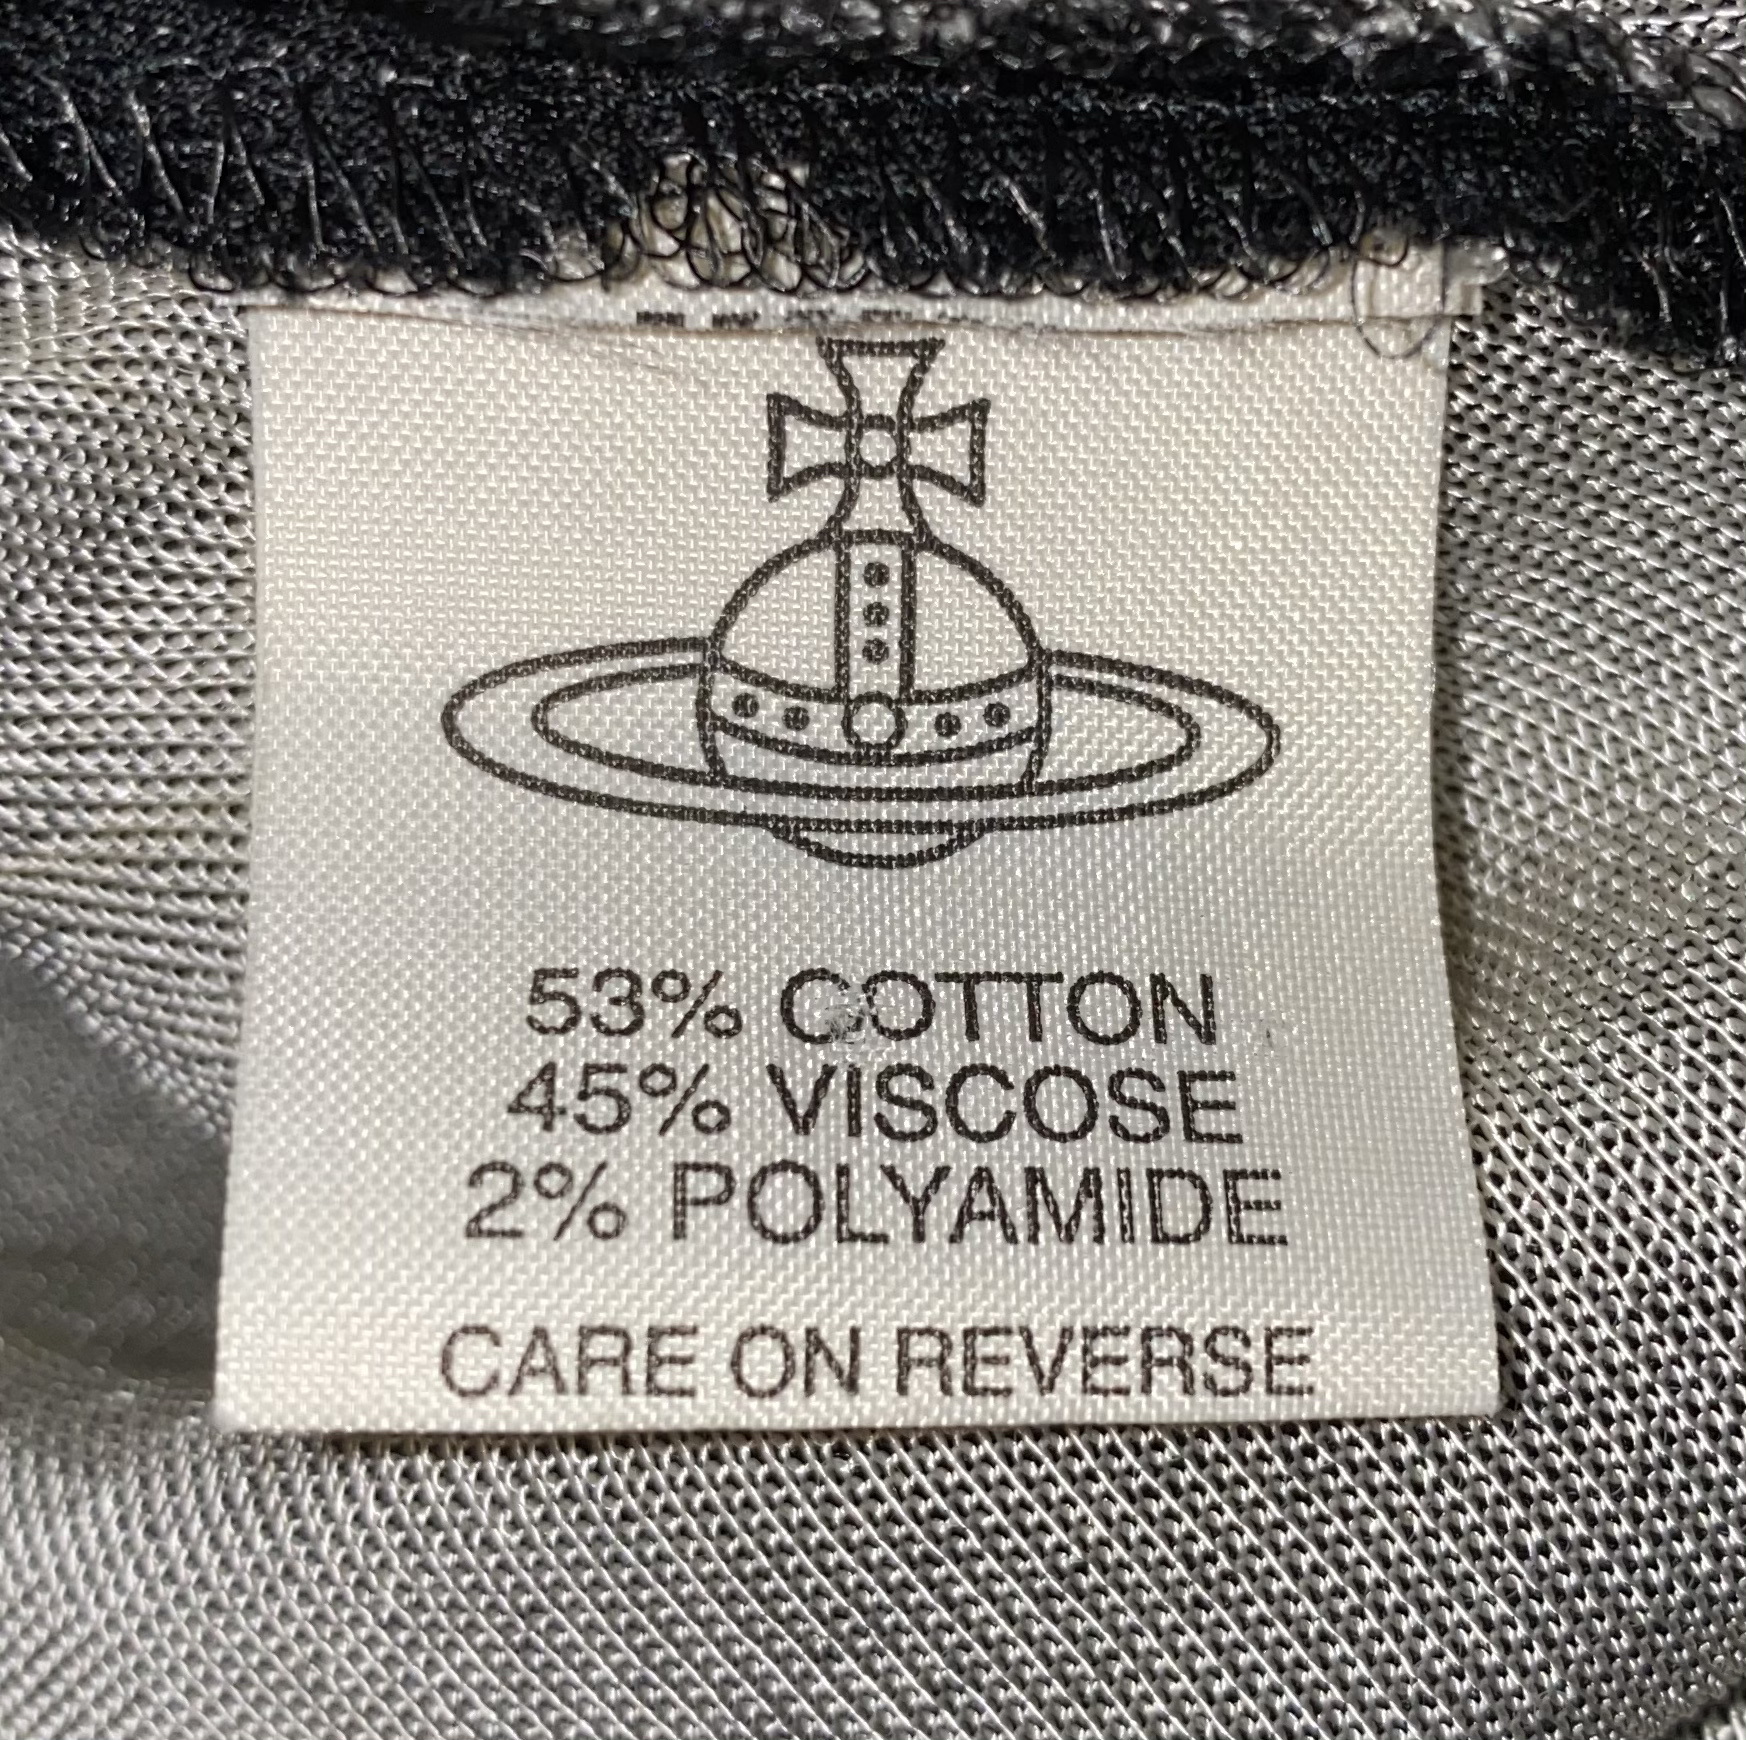 53% COTTON
45% VISCOSE
2% POLYAMIDE
CARE ON REVERSE